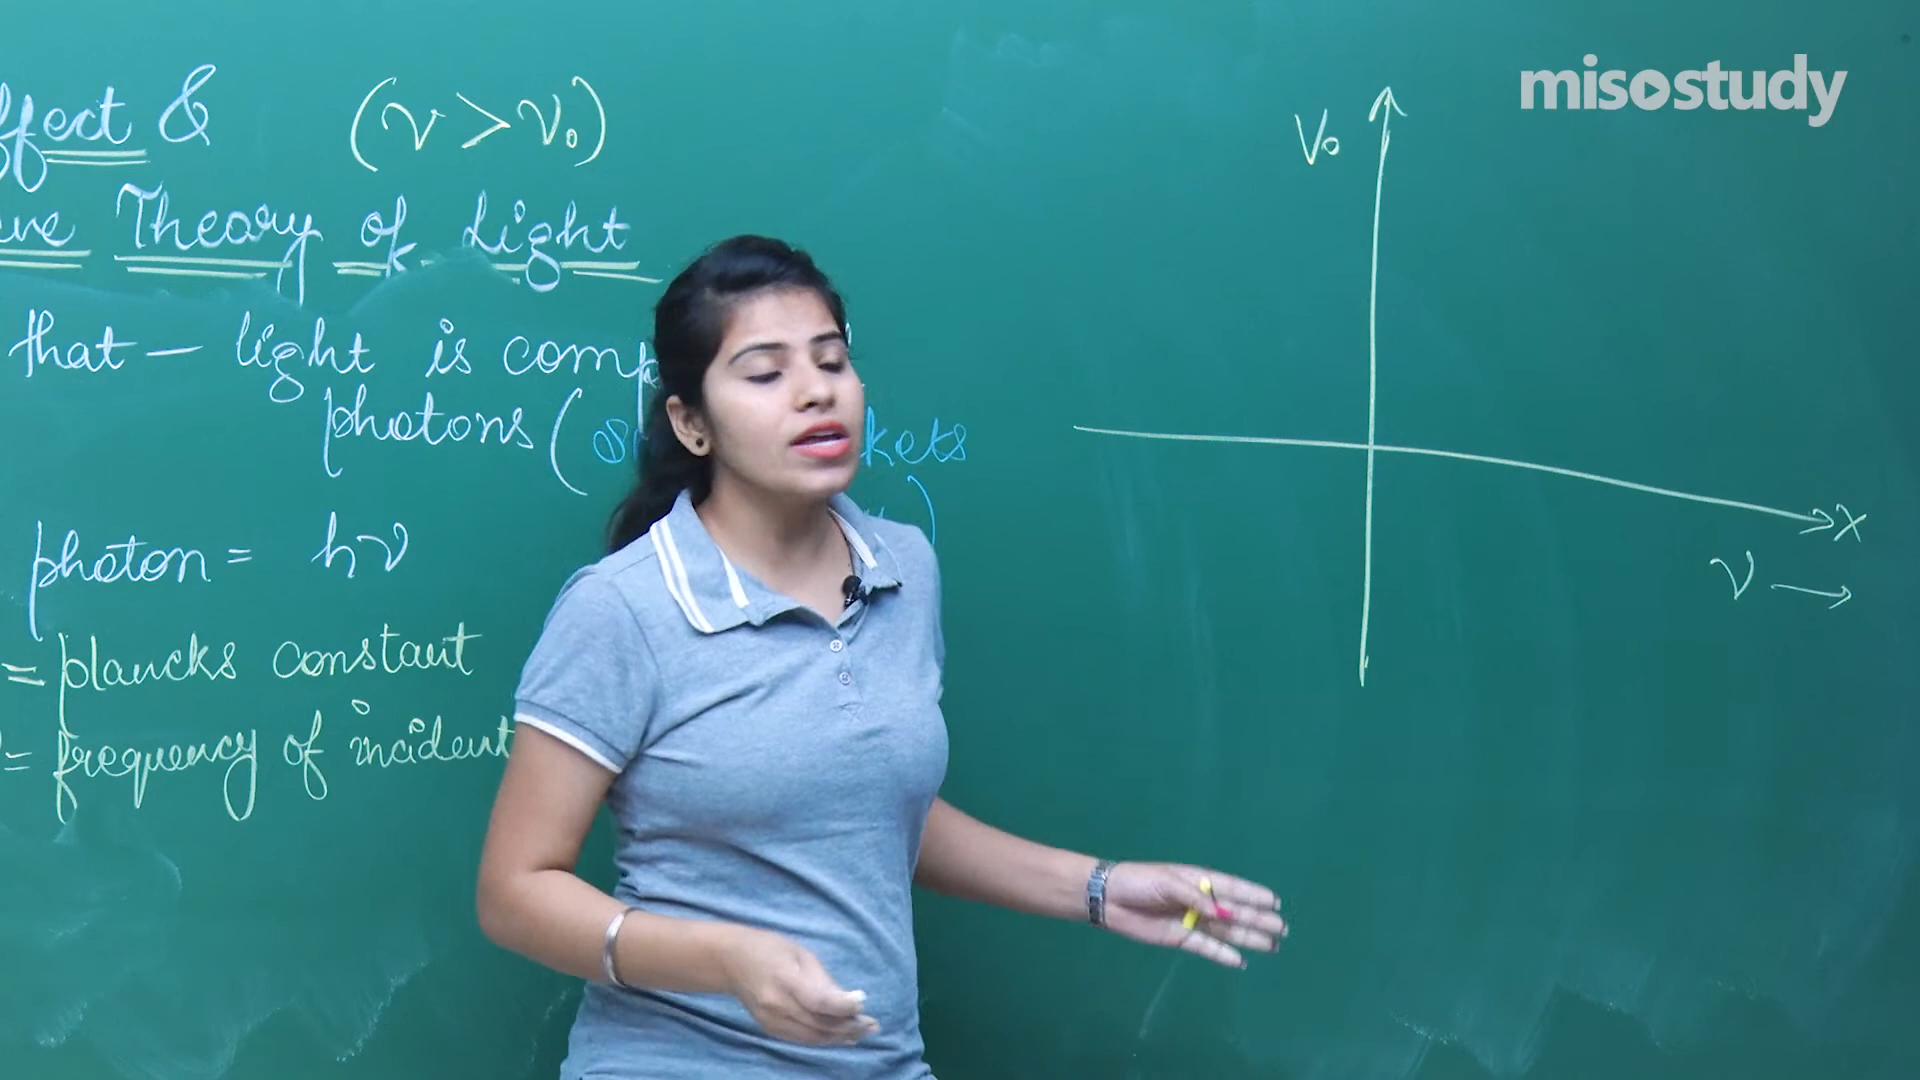 ffect & (ν > ν₀)
ve Theory of Light
that – light is comp
photons ( kets
)
photon = hν
= plancks constant
= frequency of incident
misostudy
V₀
x
ν →